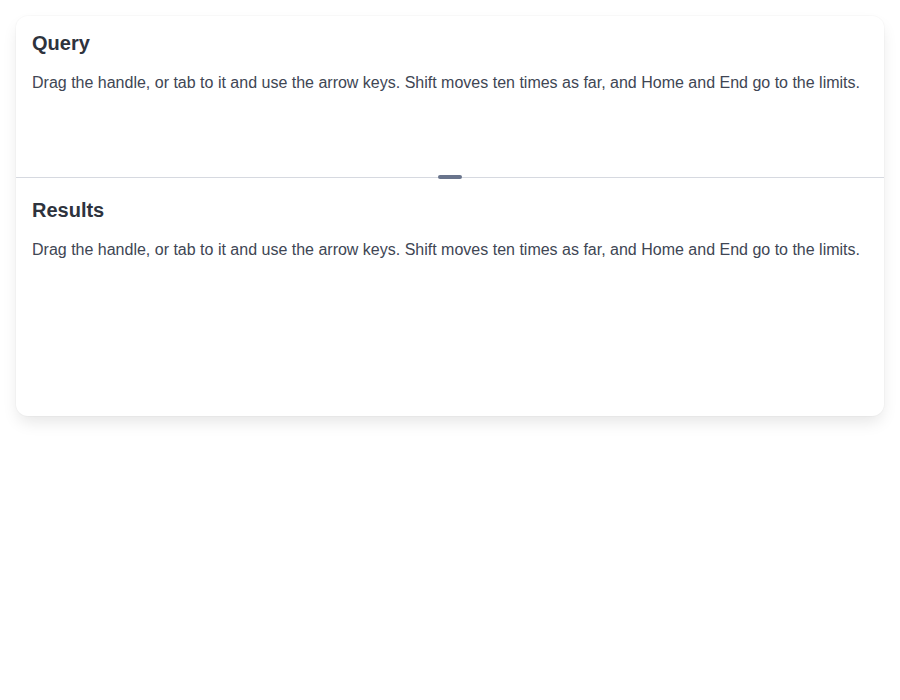 Query
Drag the handle, or tab to it and use the arrow keys. Shift moves ten times as far, and Home and End go to the limits.
Results
Drag the handle, or tab to it and use the arrow keys. Shift moves ten times as far, and Home and End go to the limits.